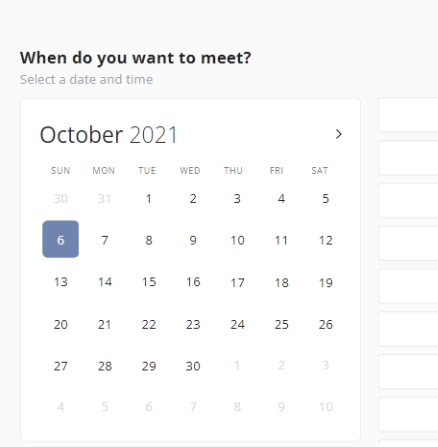 When do you want to meet?
Select a date and time
October 2021
SUN MON TUE WED THU FRI SAT
30 31 1 2 3 4 5
6 7 8 9 10 11 12
13 14 15 16 17 18 19
20 21 22 23 24 25 26
27 28 29 30 1 2 3
4 5 6 7 8 9 10